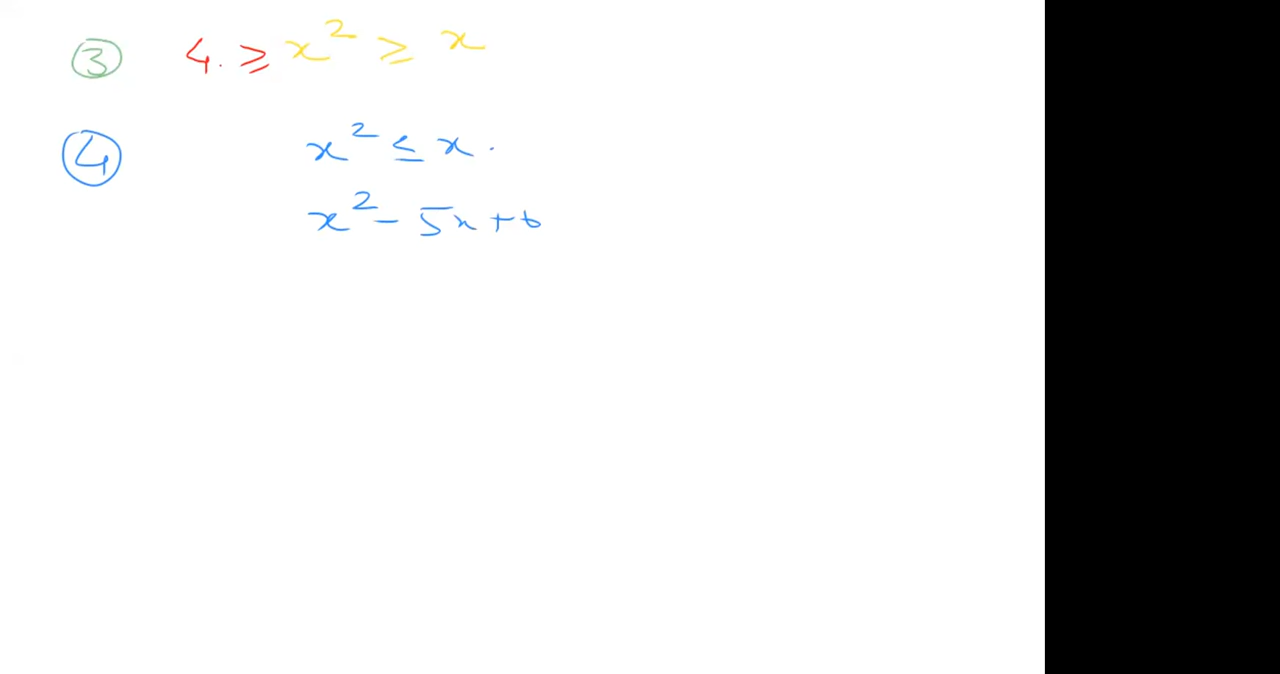 ③ 4. ≥ x² ≥ x
④ x² ≤ x.
x² - 5x + 6